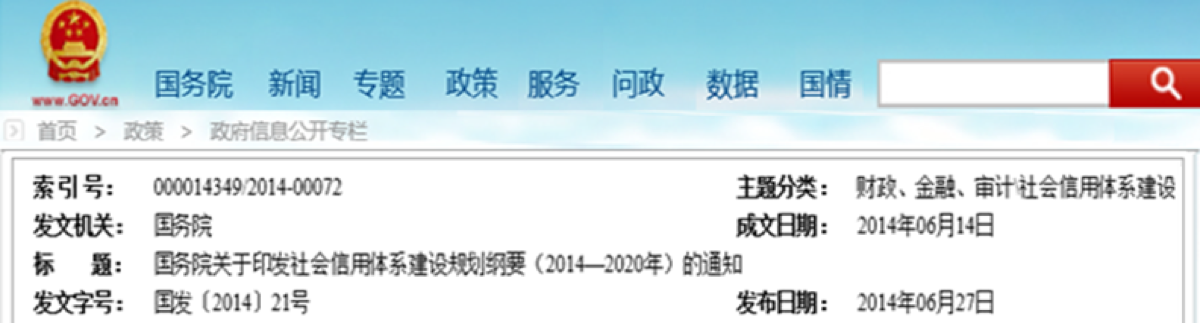 www.GOV.cn
国务院 新闻 专题 政策 服务 问政 数据 国情
首页 > 政策 > 政府信息公开专栏
索引号： 000014349/2014-00072 主题分类： 财政、金融、审计\社会信用体系建设
发文机关： 国务院 成文日期： 2014年06月14日
标 题： 国务院关于印发社会信用体系建设规划纲要（2014—2020年）的通知
发文字号： 国发〔2014〕21号 发布日期： 2014年06月27日